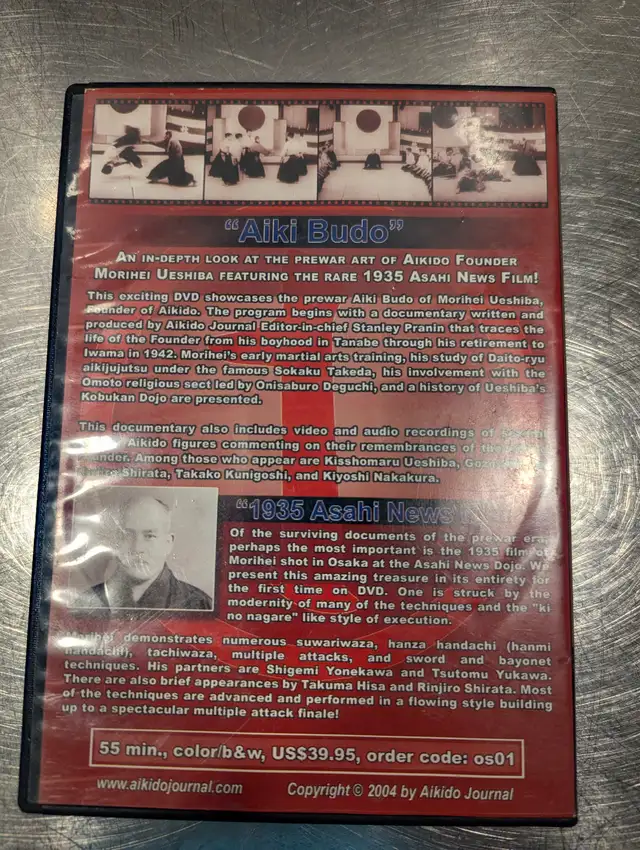 “Aiki Budo”
An in-depth look at the prewar art of Aikido Founder
Morihei Ueshiba featuring the rare 1935 Asahi News Film!
This exciting DVD showcases the prewar Aiki Budo of Morihei Ueshiba,
Founder of Aikido. The program begins with a documentary written and
produced by Aikido Journal Editor-in-chief Stanley Pranin that traces the
life of the Founder from his boyhood in Tanabe through his retirement to
Iwama in 1942. Morihei's early martial arts training, his study of Daito-ryu
aikijujutsu under the famous Sokaku Takeda, his involvement with the
Omoto religious sect led by Onisaburo Deguchi, and a history of Ueshiba's
Kobukan Dojo are presented.
This documentary also includes video and audio recordings of
Aikido figures commenting on their remembrances of the
Among those who appear are Kisshomaru Ueshiba,
Shirata, Takako Kunigoshi, and Kiyoshi Nakakura.
“1935 Asahi News
Of the surviving documents of the prewar era,
perhaps the most important is the 1935 film of
Morihei shot in Osaka at the Asahi News Dojo. We
present this amazing treasure in its entirety for
the first time on DVD. One is struck by the
modernity of many of the techniques and the "ki
no nagare" like style of execution.
Morihei demonstrates numerous suwariwaza, hanza handachi (hanmi
handachi), tachiwaza, multiple attacks, and sword and bayonet
techniques. His partners are Shigemi Yonekawa and Tsutomu Yukawa.
There are also brief appearances by Takuma Hisa and Rinjiro Shirata. Most
of the techniques are advanced and performed in a flowing style building
up to a spectacular multiple attack finale!
55 min., color/b&w, US$39.95, order code: os01
www.aikidojournal.com
Copyright © 2004 by Aikido Journal